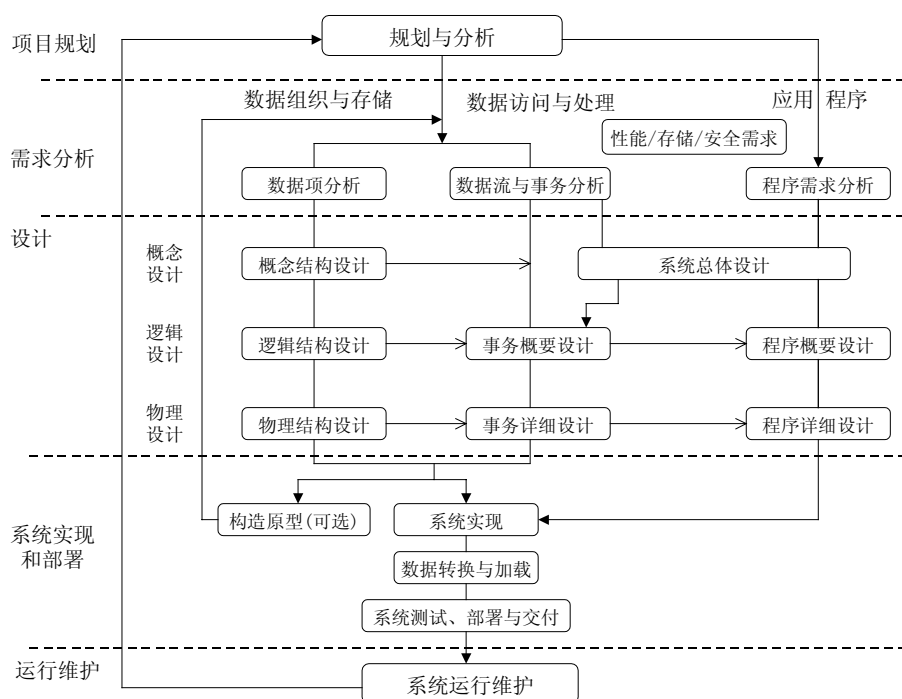 项目规划
规划与分析
数据组织与存储
数据访问与处理
应用 程序
性能/存储/安全需求
需求分析
数据项分析
数据流与事务分析
程序需求分析
设计
概念
设计
概念结构设计
系统总体设计
逻辑
设计
逻辑结构设计
事务概要设计
程序概要设计
物理
设计
物理结构设计
事务详细设计
程序详细设计
系统实现
和部署
构造原型(可选)
系统实现
数据转换与加载
系统测试、部署与交付
运行维护
系统运行维护